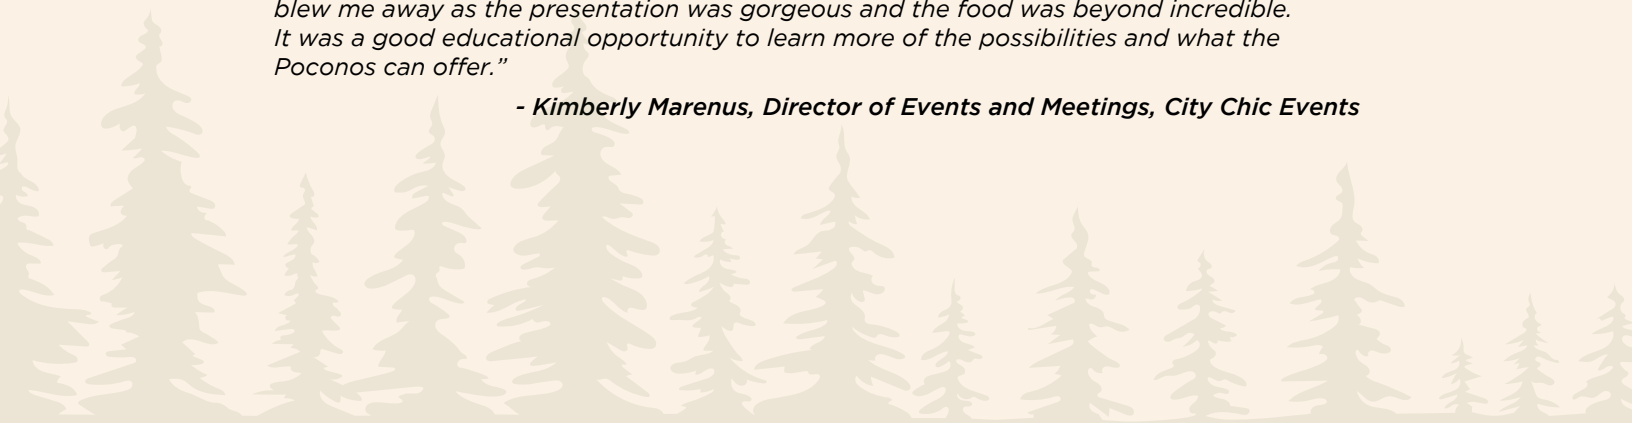 blew me away as the presentation was gorgeous and the food was beyond incredible.
It was a good educational opportunity to learn more of the possibilities and what the
Poconos can offer.”
- Kimberly Marenus, Director of Events and Meetings, City Chic Events